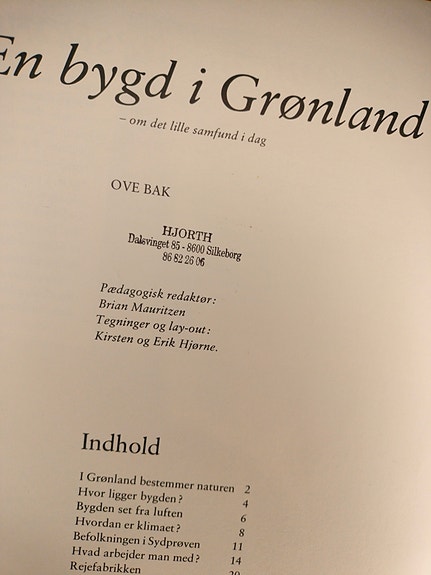 En bygd i Grønland
– om det lille samfund i dag
OVE BAK
HJORTH
Dalsvinget 85 - 8600 Silkeborg
86 82 26 06
Pædagogisk redaktør:
Brian Mauritzen
Tegninger og lay-out:
Kirsten og Erik Hjørne.
Indhold
I Grønland bestemmer naturen 2
Hvor ligger bygden? 4
Bygden set fra luften 6
Hvordan er klimaet? 8
Befolkningen i Sydprøven 11
Hvad arbejder man med? 14
Rejefabrikken 20